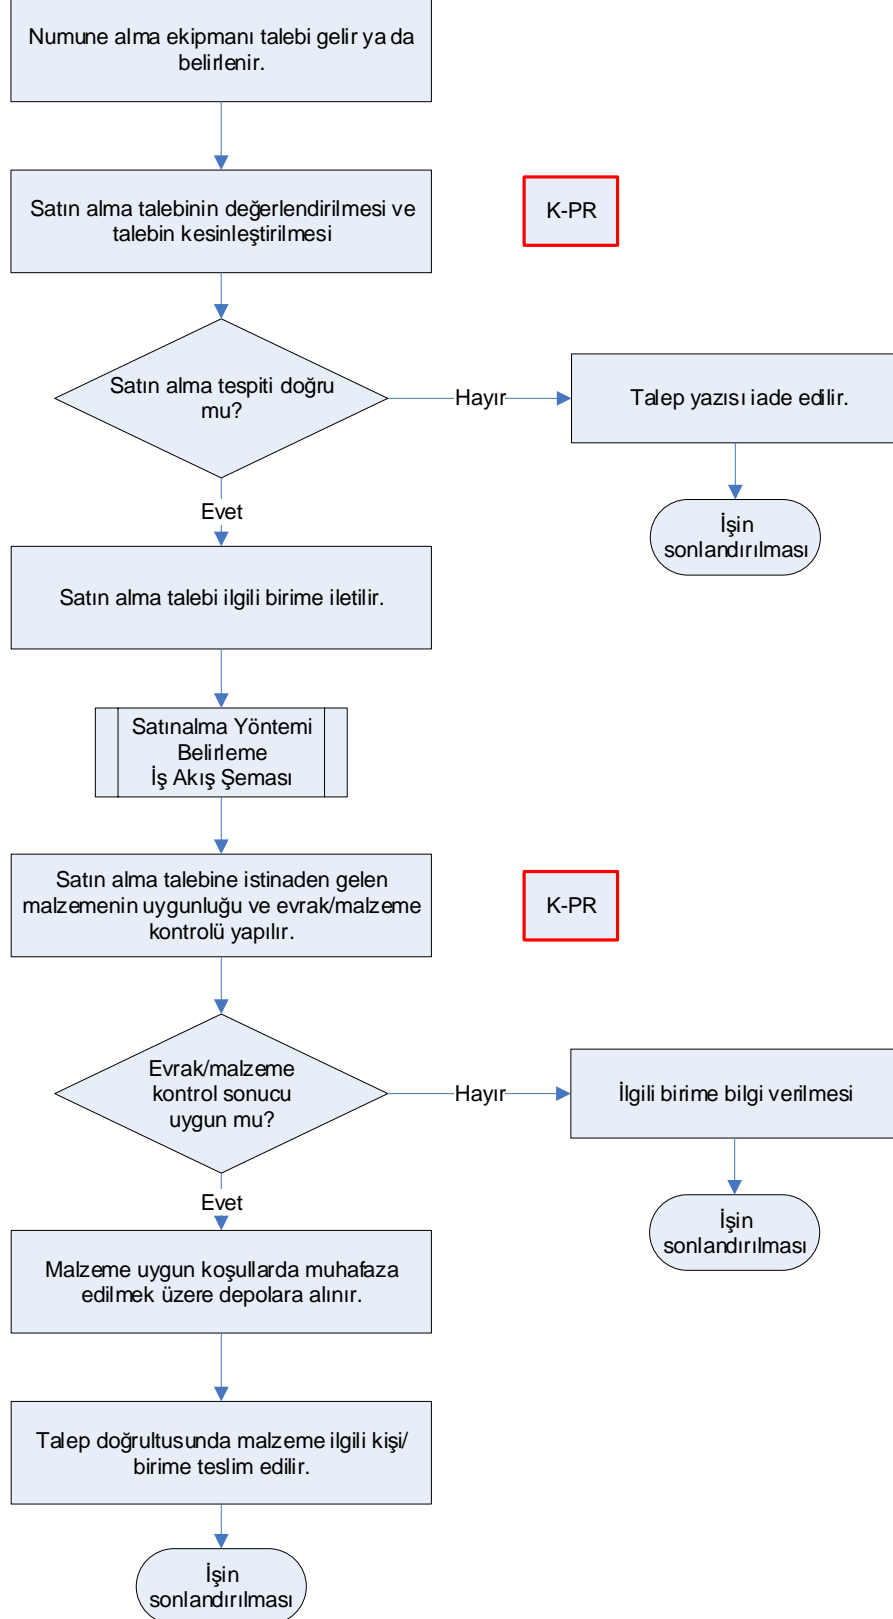 Numune alma ekipmanı talebi gelir ya da
belirlenir.
Satın alma talebinin değerlendirilmesi ve
talebin kesinleştirilmesi
K-PR
Satın alma tespiti doğru
mu?
Hayır
Talep yazısı iade edilir.
İşin
sonlandırılması
Evet
Satın alma talebi ilgili birime iletilir.
Satınalma Yöntemi
Belirleme
İş Akış Şeması
Satın alma talebine istinaden gelen
malzemenin uygunluğu ve evrak/malzeme
kontrolü yapılır.
K-PR
Evrak/malzeme
kontrol sonucu
uygun mu?
Hayır
İlgili birime bilgi verilmesi
İşin
sonlandırılması
Evet
Malzeme uygun koşullarda muhafaza
edilmek üzere depolara alınır.
Talep doğrultusunda malzeme ilgili kişi/
birime teslim edilir.
İşin
sonlandırılması